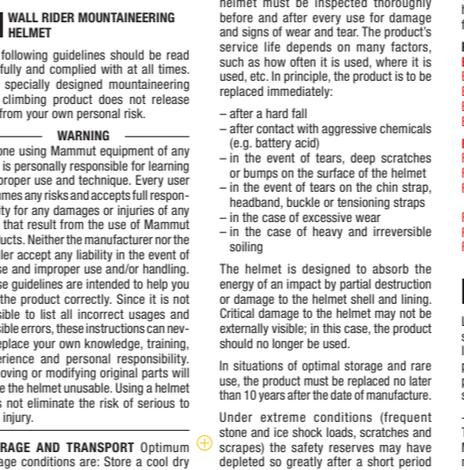 WALL RIDER MOUNTAINEERING
HELMET
following guidelines should be read
fully and complied with at all times.
specially designed mountaineering
climbing product does not release
from your own personal risk.
WARNING
one using Mammut equipment of any
is personally responsible for learning
proper use and technique. Every user
umes any risks and accepts full respon-
ity for any damages or injuries of any
that result from the use of Mammut
ucts. Neither the manufacturer nor the
ller accept any liability in the event of
se and improper use and/or handling.
se guidelines are intended to help you
the product correctly. Since it is not
sible to list all incorrect usages and
sible errors, these instructions can nev-
eplace your own knowledge, training,
erience and personal responsibility.
oving or modifying original parts will
e the helmet unusable. Using a helmet
s not eliminate the risk of serious to
injury.
RAGE AND TRANSPORT Optimum
age conditions are: Store a cool dry
helmet must be inspected thoroughly
before and after every use for damage
and signs of wear and tear. The product's
service life depends on many factors,
such as how often it is used, where it is
used, etc. In principle, the product is to be
replaced immediately:
– after a hard fall
– after contact with aggressive chemicals
(e.g. battery acid)
– in the event of tears, deep scratches
or bumps on the surface of the helmet
– in the event of tears on the chin strap,
headband, buckle or tensioning straps
– in the case of excessive wear
– in the case of heavy and irreversible
soiling
The helmet is designed to absorb the
energy of an impact by partial destruction
or damage to the helmet shell and lining.
Critical damage to the helmet may not be
externally visible; in this case, the product
should no longer be used.
In situations of optimal storage and rare
use, the product must be replaced no later
than 10 years after the date of manufacture.
Under extreme conditions (frequent
stone and ice shock loads, scratches and
scrapes) the safety reserves may have
depleted so greatly after a short period